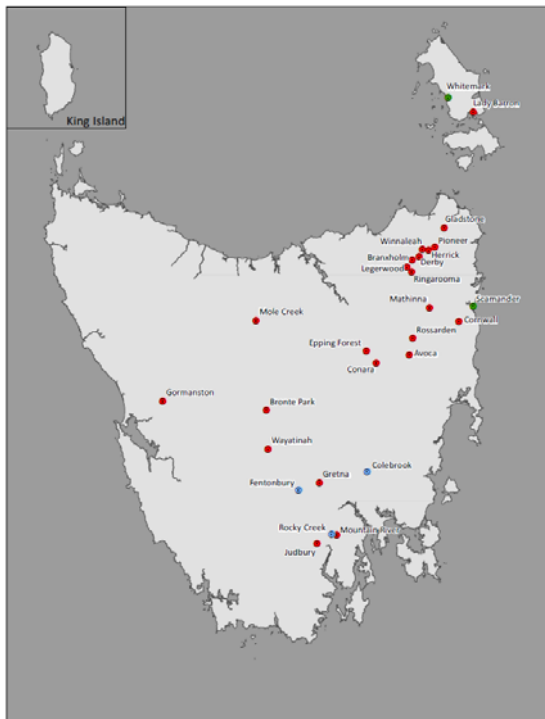 King Island
Whitemark
Lady Barron
Gladstone
Winnaleah
Pioneer
Herrick
Branxholm
Derby
Legerwood
Ringarooma
Mathinna
Scamander
Mole Creek
Cornwal
Rossarden
Epping Forest
Avoca
Conara
Gormanston
Bronte Park
Wayatinah
Colebrook
Gretna
Fentonbury
Rocky Creek
Mountain River
Judbury